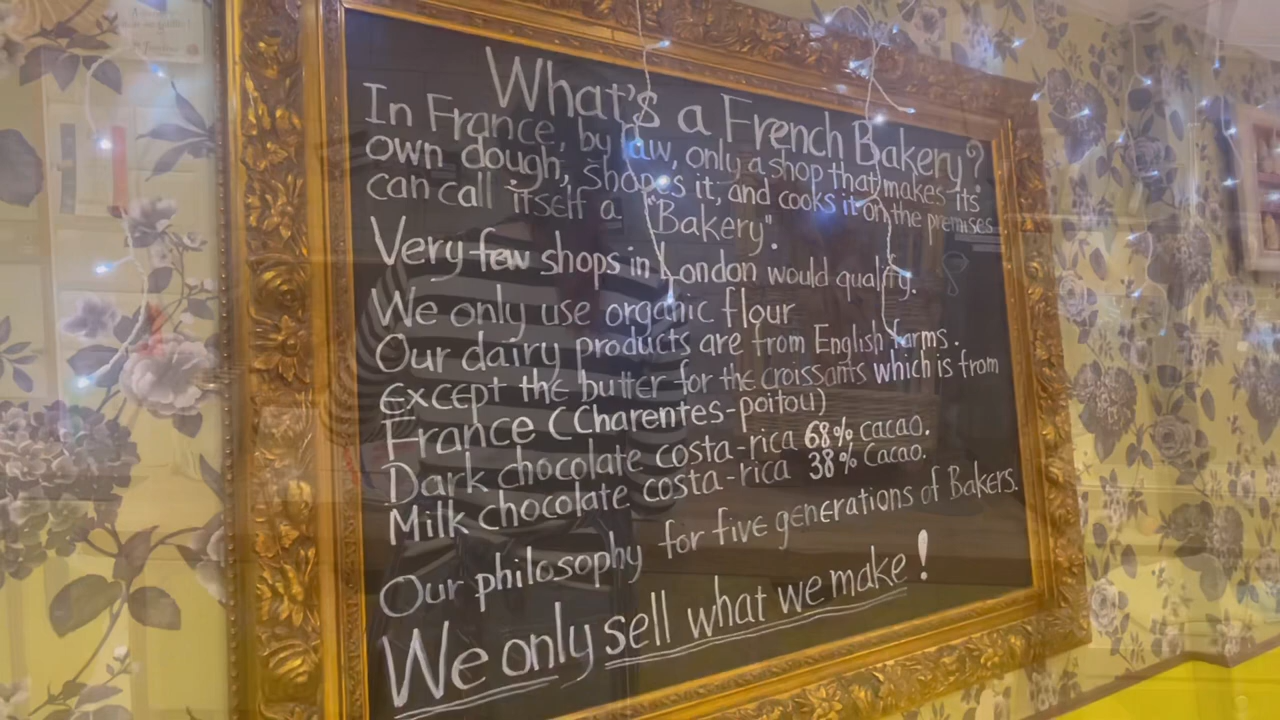 What's a French Bakery?
In France, by law, only a shop that makes its
own dough, shapes it, and cooks it on the premises
can call itself a "Bakery".
Very few shops in London would qualify.
We only use organic flour
Our dairy products are from English farms.
Except the butter for the croissants which is from
France (Charentes-poitou)
Dark chocolate costa-rica 68% cacao.
Milk chocolate costa-rica 38% Cacao.
Our philosophy for five generations of Bakers.
We only sell what we make!